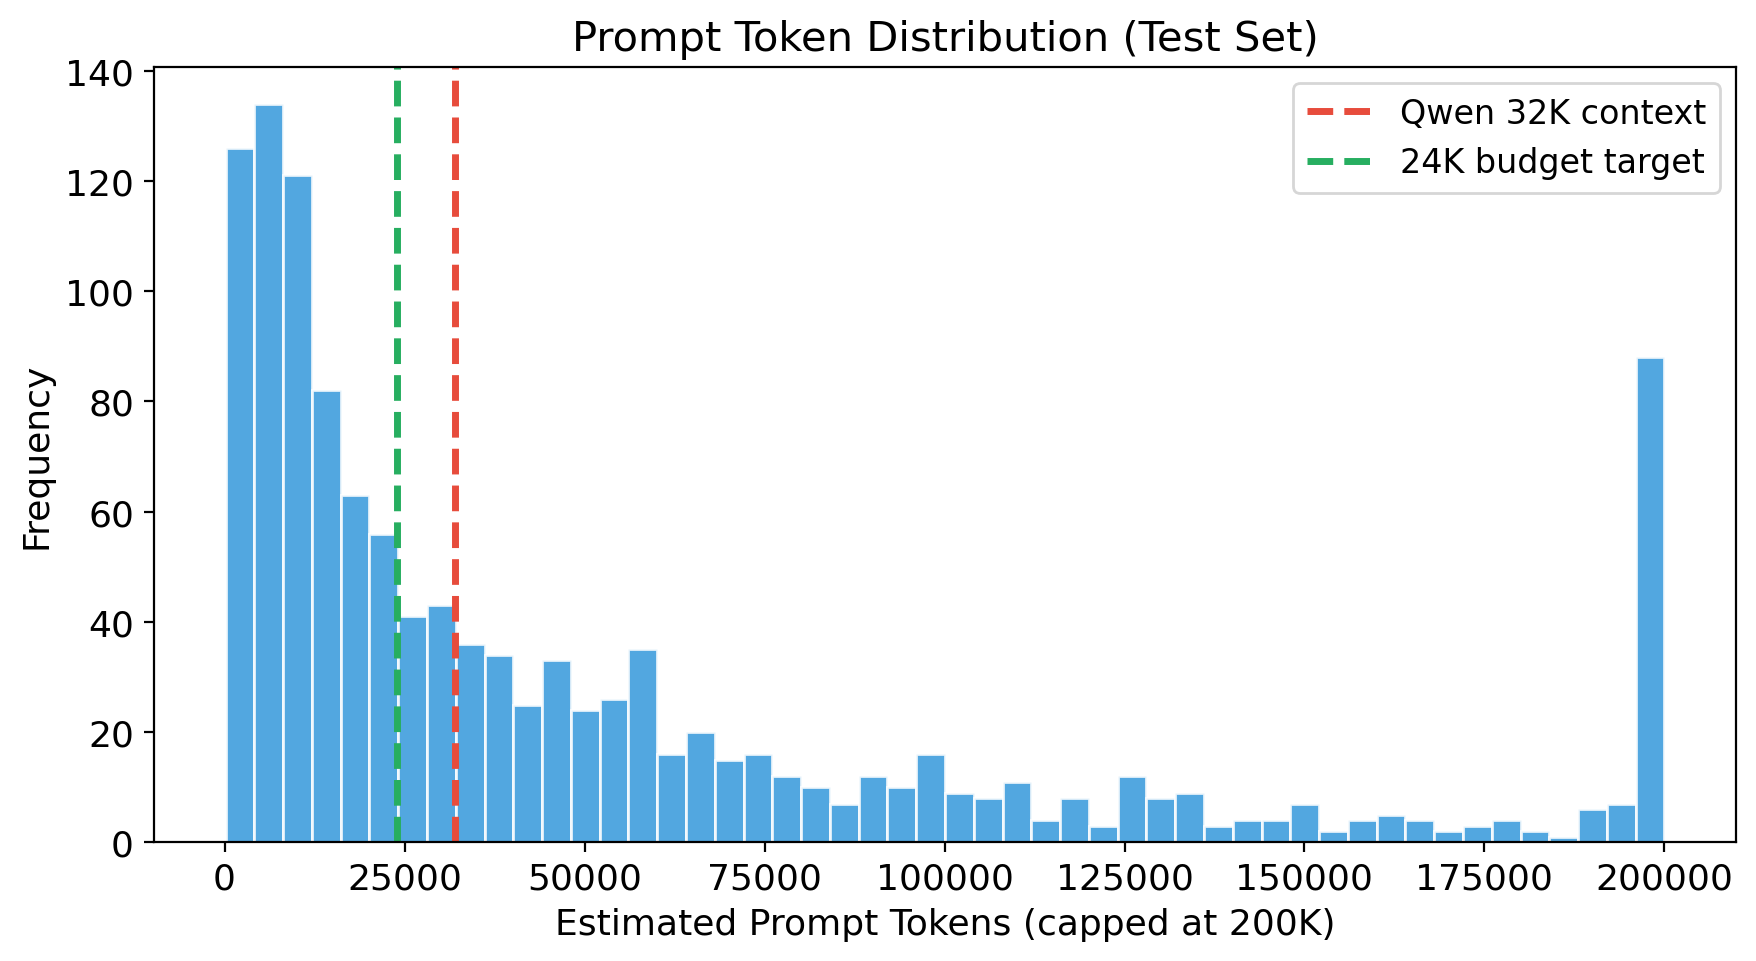 Prompt Token Distribution (Test Set)
Qwen 32K context
24K budget target
140
120
100
80
60
40
20
0
Frequency
0 25000 50000 75000 100000 125000 150000 175000 200000
Estimated Prompt Tokens (capped at 200K)